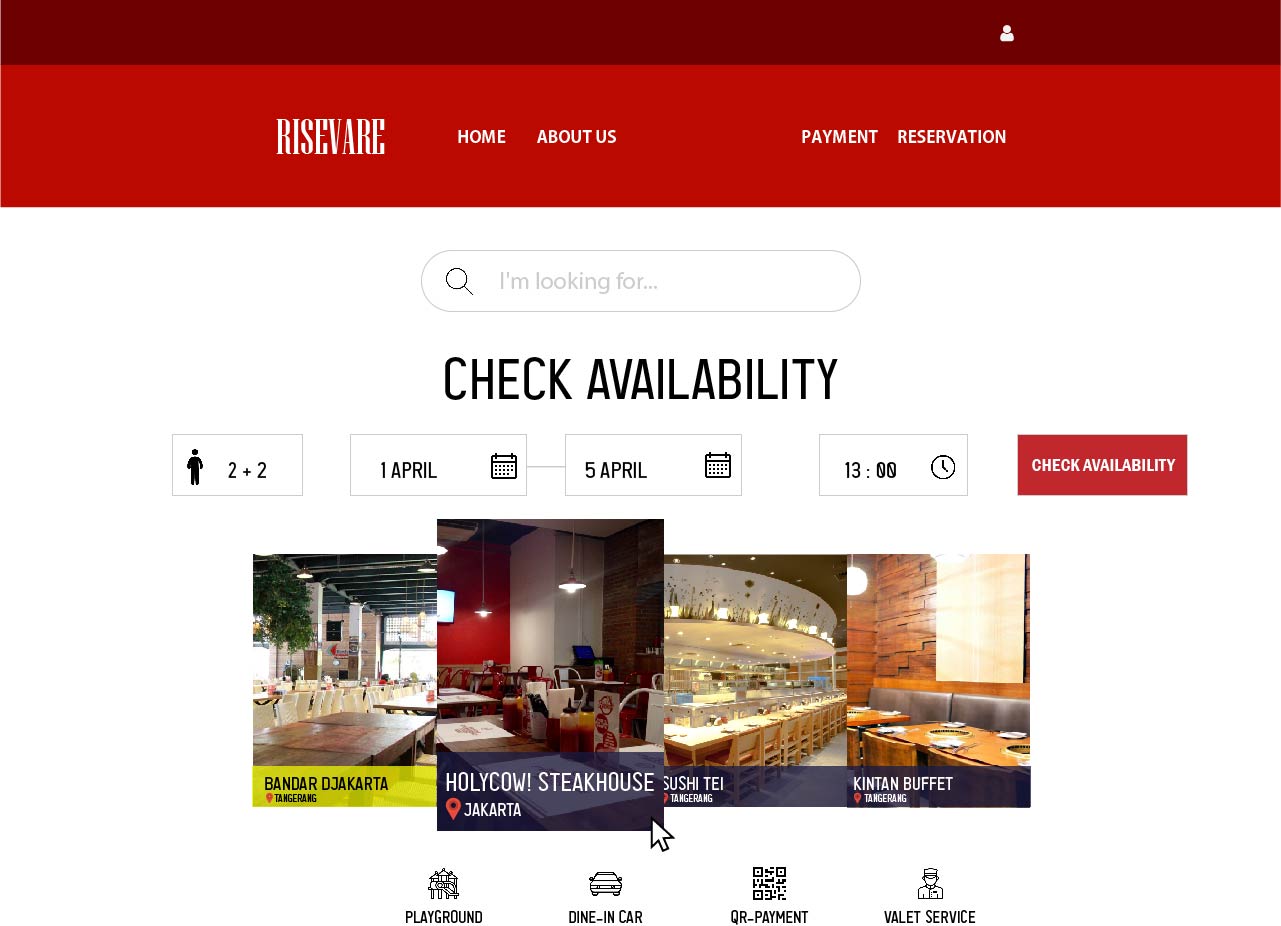 RISEVARE
HOME ABOUT US PAYMENT RESERVATION
I'm looking for...
CHECK AVAILABILITY
2 + 2 1 APRIL 5 APRIL 13 : 00 CHECK AVAILABILITY
BANDAR DJAKARTA
TANGERANG
HOLYCOW! STEAKHOUSE
JAKARTA
SUSHI TEI
TANGERANG
KINTAN BUFFET
TANGERANG
PLAYGROUND DINE-IN CAR QR-PAYMENT VALET SERVICE